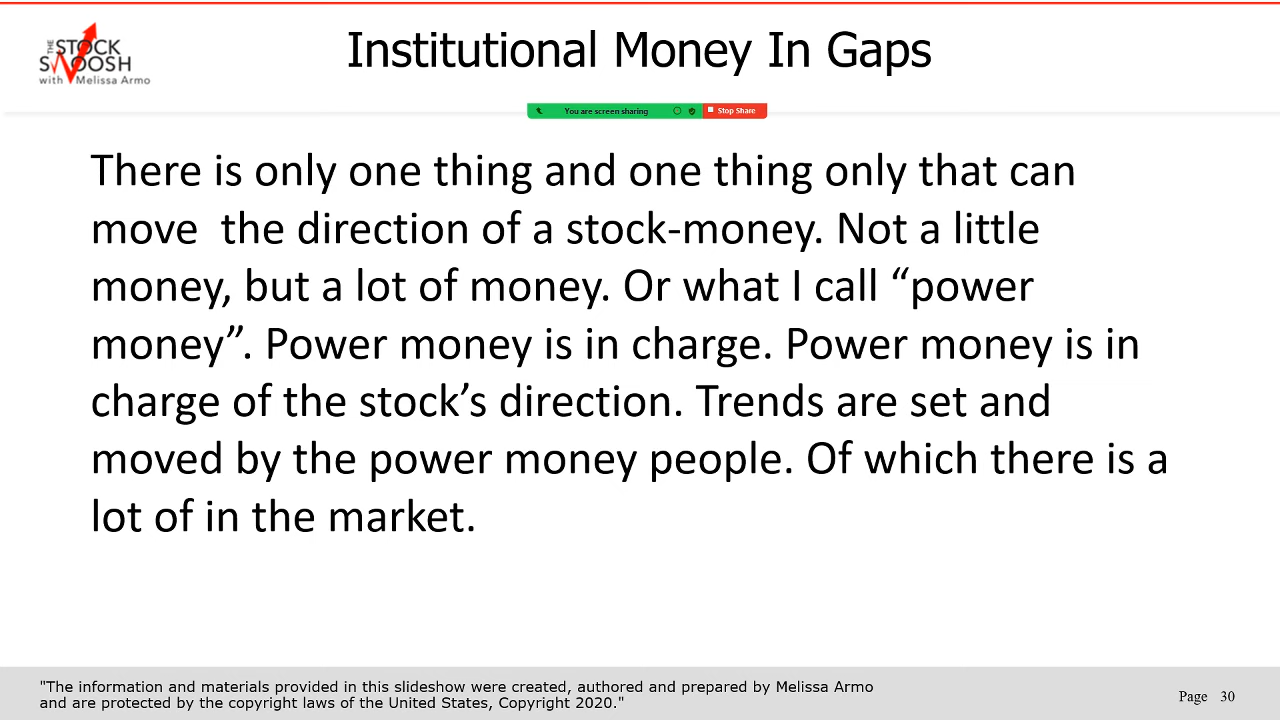 THE
STOCK
SWOOSH
with Melissa Armo
Institutional Money In Gaps
You are screen sharing
Stop Share
There is only one thing and one thing only that can
move  the direction of a stock-money. Not a little
money, but a lot of money. Or what I call “power
money”. Power money is in charge. Power money is in
charge of the stock’s direction. Trends are set and
moved by the power money people. Of which there is a
lot of in the market.
"The information and materials provided in this slideshow were created, authored and prepared by Melissa Armo
and are protected by the copyright laws of the United States, Copyright 2020."
Page 30